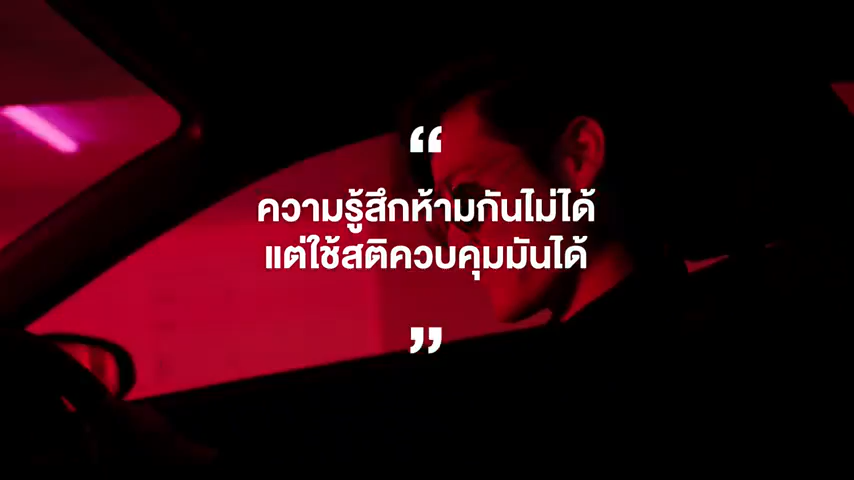 “
ความรู้สึกห้ามกันไม่ได้
แต่ใช้สติควบคุมมันได้
”